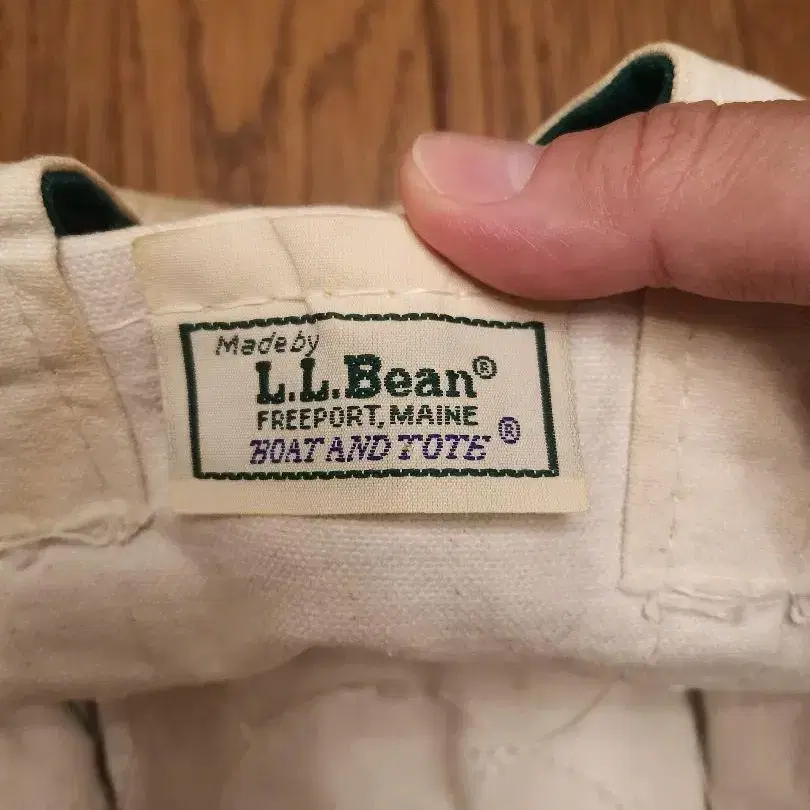 Made by
L.L.Bean®
FREEPORT, MAINE
BOAT AND TOTE ®